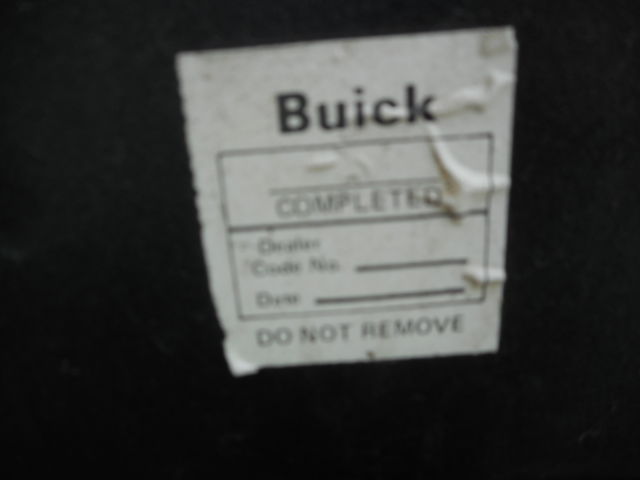 Buick
COMPLETED
Dealer
Code No.
Date
DO NOT REMOVE